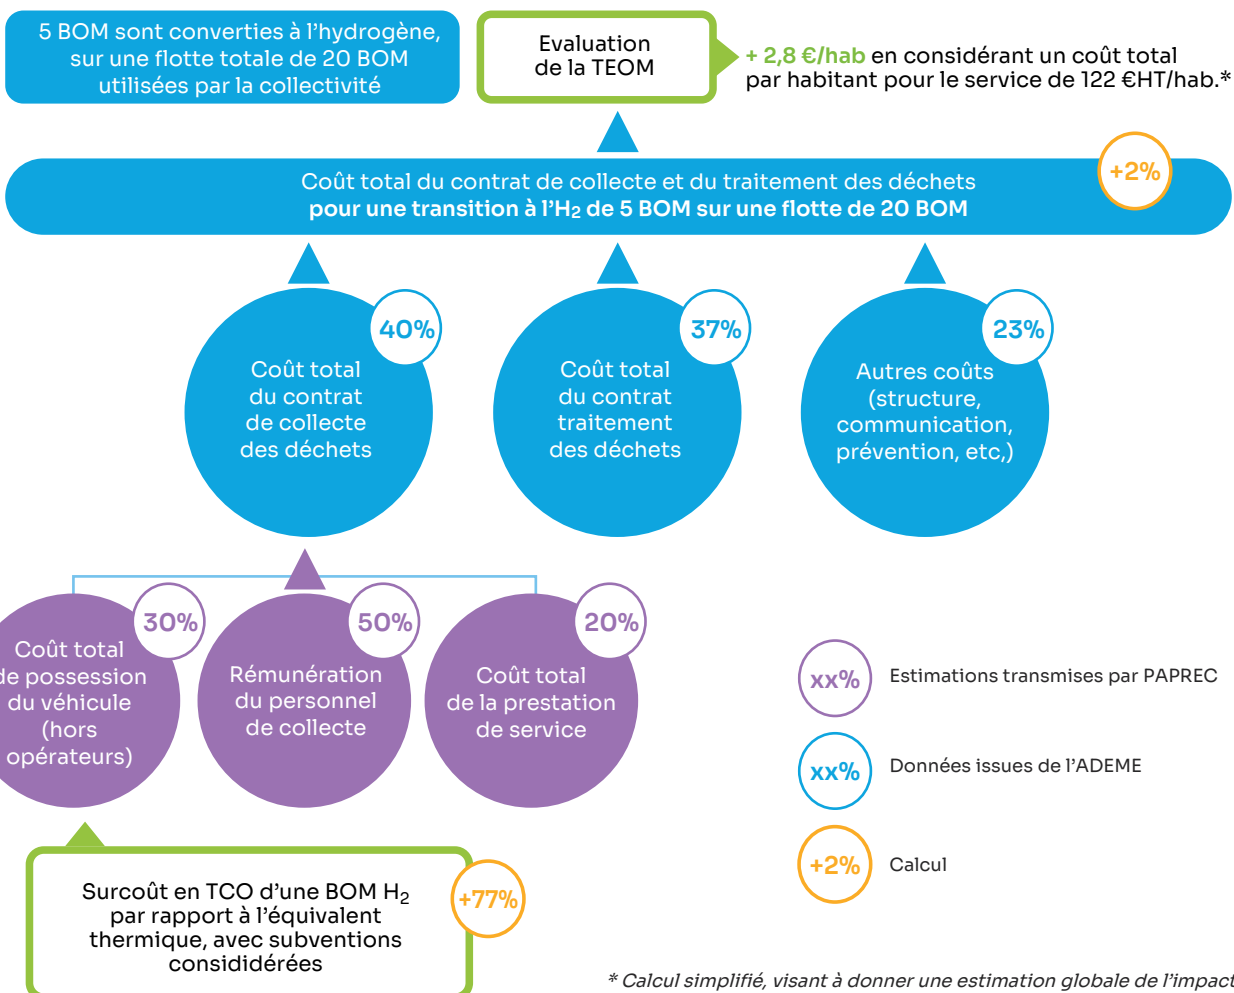 5 BOM sont converties à l'hydrogène,
sur une flotte totale de 20 BOM
utilisées par la collectivité
Evaluation
de la TEOM
+ 2,8 €/hab en considérant un coût total
par habitant pour le service de 122 €HT/hab.*
+2%
Coût total du contrat de collecte et du traitement des déchets
pour une transition à l'H2 de 5 BOM sur une flotte de 20 BOM
40%
Coût total
du contrat
de collecte
des déchets
37%
Coût total
du contrat
traitement
des déchets
23%
Autres coûts
(structure,
communication,
prévention, etc,)
30%
Coût total
de possession
du véhicule
(hors
opérateurs)
50%
Rémunération
du personnel
de collecte
20%
Coût total
de la prestation
de service
xx% Estimations transmises par PAPREC
xx% Données issues de l'ADEME
+2% Calcul
+77%
Surcoût en TCO d'une BOM H2
par rapport à l'équivalent
thermique, avec subventions
consididérées
* Calcul simplifié, visant à donner une estimation globale de l'impact